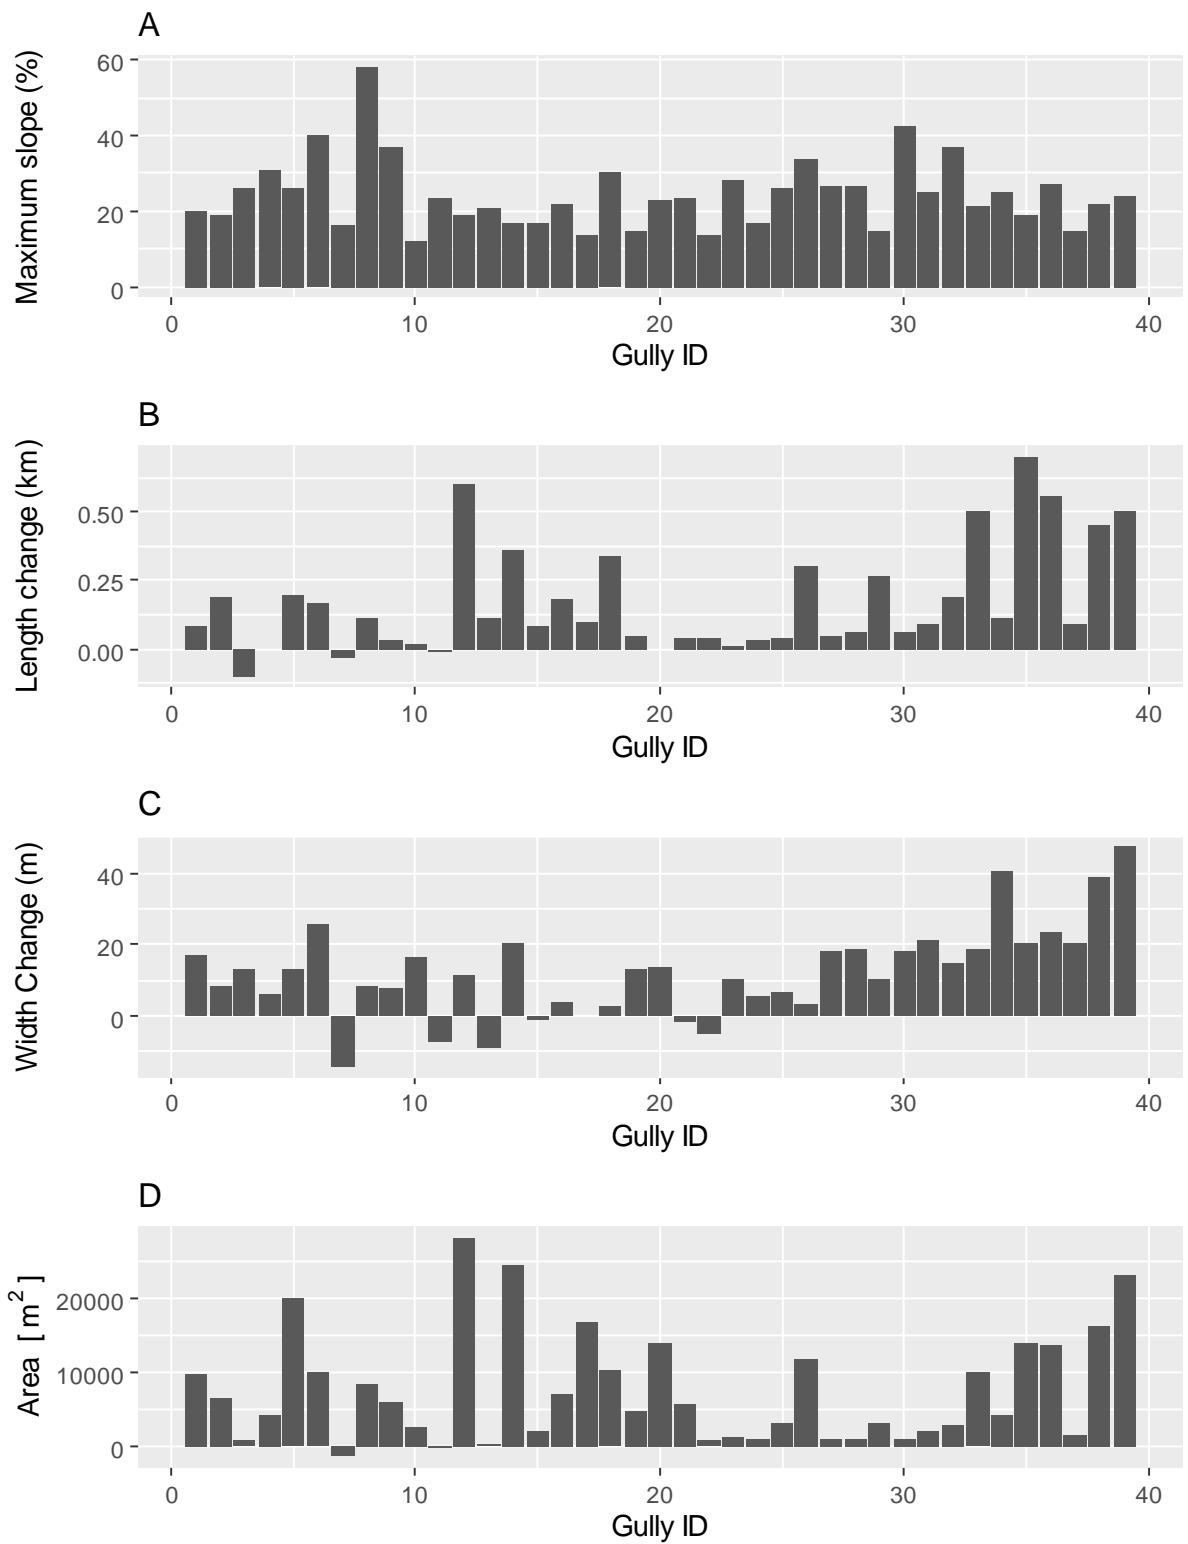 A
Maximum slope (%)
60
40
20
0
0 10 20 30 40
Gully ID
B
Length change (km)
0.50
0.25
0.00
0 10 20 30 40
Gully ID
C
Width Change (m)
40
20
0
0 10 20 30 40
Gully ID
D
Area [ m² ]
20000
10000
0
0 10 20 30 40
Gully ID